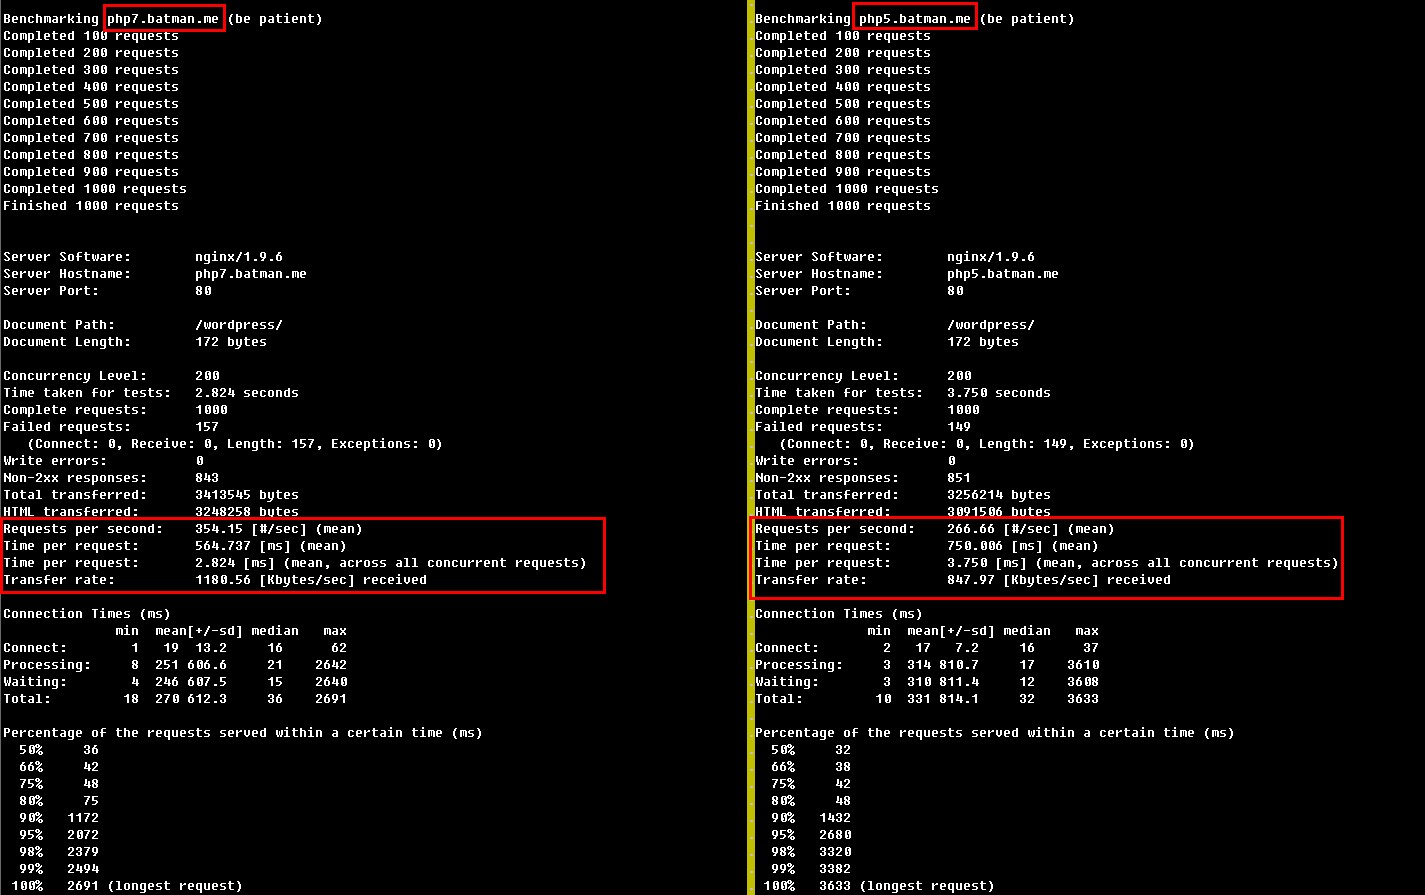 Benchmarking php7.batman.me (be patient)
Completed 100 requests
Completed 200 requests
Completed 300 requests
Completed 400 requests
Completed 500 requests
Completed 600 requests
Completed 700 requests
Completed 800 requests
Completed 900 requests
Completed 1000 requests
Finished 1000 requests
Server Software: nginx/1.9.6
Server Hostname: php7.batman.me
Server Port: 80
Document Path: /wordpress/
Document Length: 172 bytes
Concurrency Level: 200
Time taken for tests: 2.824 seconds
Complete requests: 1000
Failed requests: 157
(Connect: 0, Receive: 0, Length: 157, Exceptions: 0)
Write errors: 0
Non-2xx responses: 843
Total transferred: 3413545 bytes
HTML transferred: 3248258 bytes
Requests per second: 354.15 [#/sec] (mean)
Time per request: 564.737 [ms] (mean)
Time per request: 2.824 [ms] (mean, across all concurrent requests)
Transfer rate: 1180.56 [Kbytes/sec] received
Connection Times (ms)
min mean[+/-sd] median max
Connect: 1 19 13.2 16 62
Processing: 8 251 606.6 21 2642
Waiting: 4 246 607.5 15 2640
Total: 18 270 612.3 36 2691
Percentage of the requests served within a certain time (ms)
50% 36
66% 42
75% 48
80% 75
90% 1172
95% 2072
98% 2379
99% 2494
100% 2691 (longest request)
Benchmarking php5.batman.me (be patient)
Completed 100 requests
Completed 200 requests
Completed 300 requests
Completed 400 requests
Completed 500 requests
Completed 600 requests
Completed 700 requests
Completed 800 requests
Completed 900 requests
Completed 1000 requests
Finished 1000 requests
Server Software: nginx/1.9.6
Server Hostname: php5.batman.me
Server Port: 80
Document Path: /wordpress/
Document Length: 172 bytes
Concurrency Level: 200
Time taken for tests: 3.750 seconds
Complete requests: 1000
Failed requests: 149
(Connect: 0, Receive: 0, Length: 149, Exceptions: 0)
Write errors: 0
Non-2xx responses: 851
Total transferred: 3256214 bytes
HTML transferred: 3091506 bytes
Requests per second: 266.66 [#/sec] (mean)
Time per request: 750.006 [ms] (mean)
Time per request: 3.750 [ms] (mean, across all concurrent requests)
Transfer rate: 847.97 [Kbytes/sec] received
Connection Times (ms)
min mean[+/-sd] median max
Connect: 2 17 7.2 16 37
Processing: 3 314 810.7 17 3610
Waiting: 3 310 811.4 12 3608
Total: 10 331 814.1 32 3633
Percentage of the requests served within a certain time (ms)
50% 32
66% 38
75% 42
80% 48
90% 1432
95% 2680
98% 3320
99% 3382
100% 3633 (longest request)